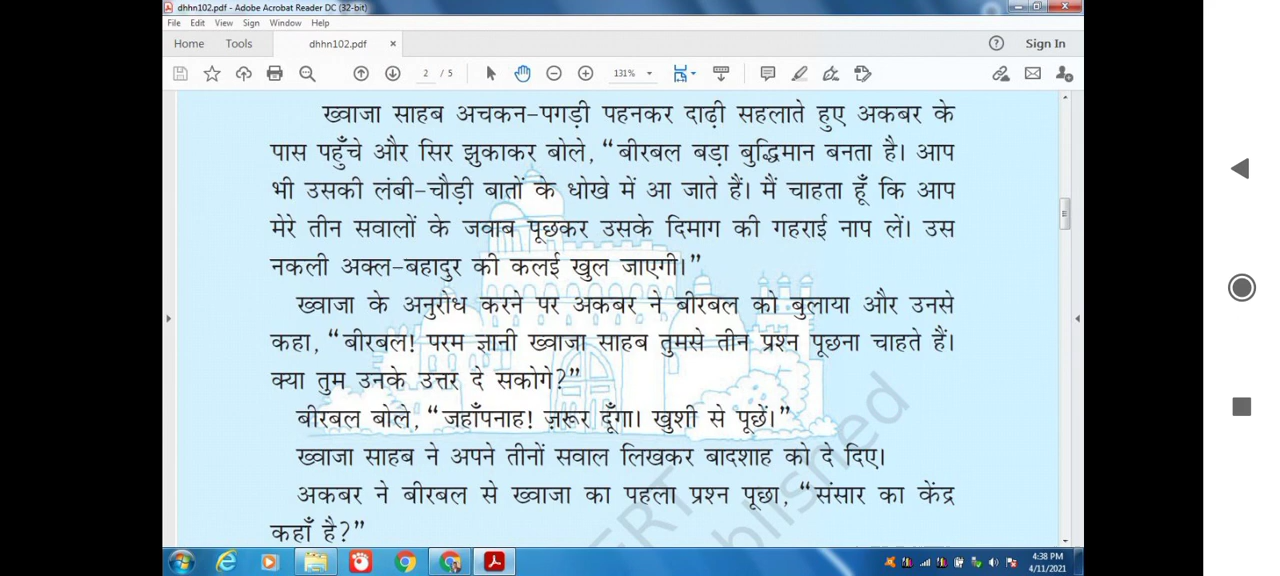 dhhn102.pdf - Adobe Acrobat Reader DC (32-bit)
File Edit View Sign Window Help
Home Tools dhhn102.pdf × Sign In
2 / 5 131%
ख्वाजा साहब अचकन-पगड़ी पहनकर दाढ़ी सहलाते हुए अकबर के
पास पहुँचे और सिर झुकाकर बोले, “बीरबल बड़ा बुद्धिमान बनता है। आप
भी उसकी लंबी-चौड़ी बातों के धोखे में आ जाते हैं। मैं चाहता हूँ कि आप
मेरे तीन सवालों के जवाब पूछकर उसके दिमाग की गहराई नाप लें। उस
नकली अक्ल-बहादुर की कलई खुल जाएगी।”
ख्वाजा के अनुरोध करने पर अकबर ने बीरबल को बुलाया और उनसे
कहा, “बीरबल! परम ज्ञानी ख्वाजा साहब तुमसे तीन प्रश्न पूछना चाहते हैं।
क्या तुम उनके उत्तर दे सकोगे?”
बीरबल बोले, “जहाँपनाह! ज़रूर दूँगा। खुशी से पूछें।”
ख्वाजा साहब ने अपने तीनों सवाल लिखकर बादशाह को दे दिए।
अकबर ने बीरबल से ख्वाजा का पहला प्रश्न पूछा, “संसार का केंद्र
कहाँ है?”
4:38 PM
4/11/2021